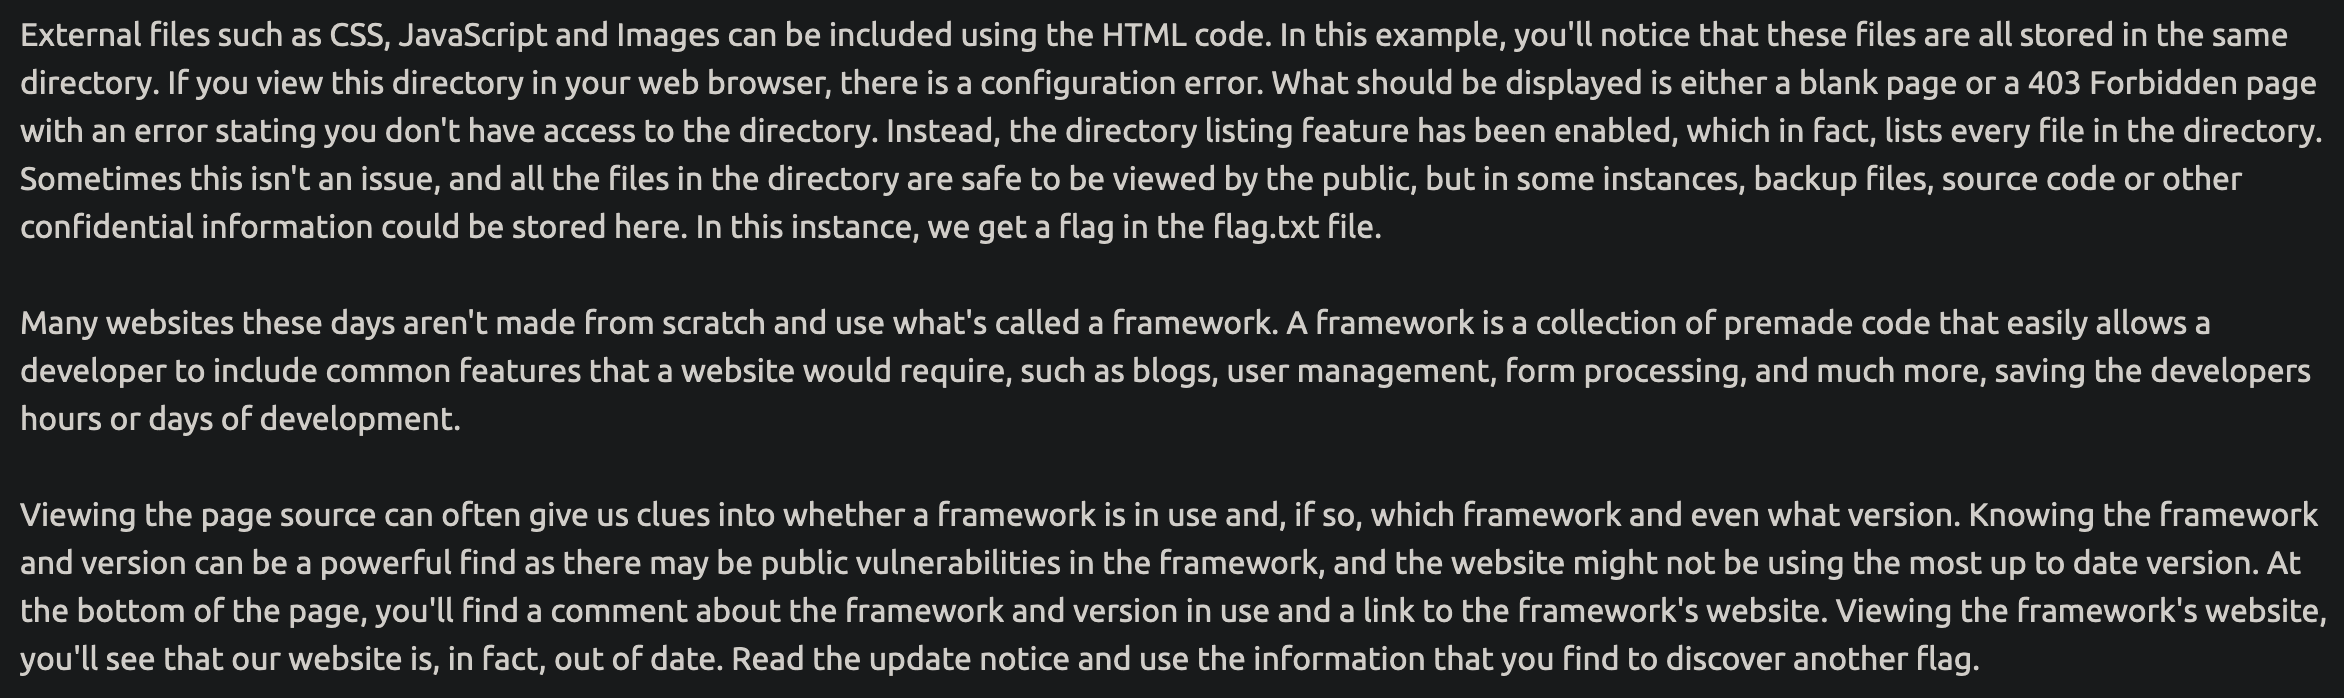 External files such as CSS, JavaScript and Images can be included using the HTML code. In this example, you'll notice that these files are all stored in the same
directory. If you view this directory in your web browser, there is a configuration error. What should be displayed is either a blank page or a 403 Forbidden page
with an error stating you don't have access to the directory. Instead, the directory listing feature has been enabled, which in fact, lists every file in the directory.
Sometimes this isn't an issue, and all the files in the directory are safe to be viewed by the public, but in some instances, backup files, source code or other
confidential information could be stored here. In this instance, we get a flag in the flag.txt file.
Many websites these days aren't made from scratch and use what's called a framework. A framework is a collection of premade code that easily allows a
developer to include common features that a website would require, such as blogs, user management, form processing, and much more, saving the developers
hours or days of development.
Viewing the page source can often give us clues into whether a framework is in use and, if so, which framework and even what version. Knowing the framework
and version can be a powerful find as there may be public vulnerabilities in the framework, and the website might not be using the most up to date version. At
the bottom of the page, you'll find a comment about the framework and version in use and a link to the framework's website. Viewing the framework's website,
you'll see that our website is, in fact, out of date. Read the update notice and use the information that you find to discover another flag.